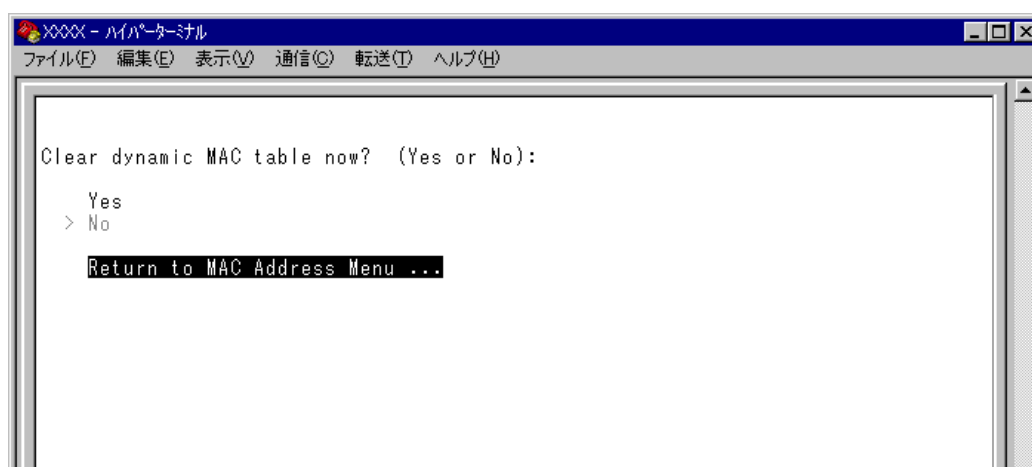 XXXX - ﾊｲﾊﾟｰﾀｰﾐﾅﾙ
ファイル(F) 編集(E) 表示(V) 通信(C) 転送(T) ヘルプ(H)
Clear dynamic MAC table now? (Yes or No):
Yes
> No
Return to MAC Address Menu ...